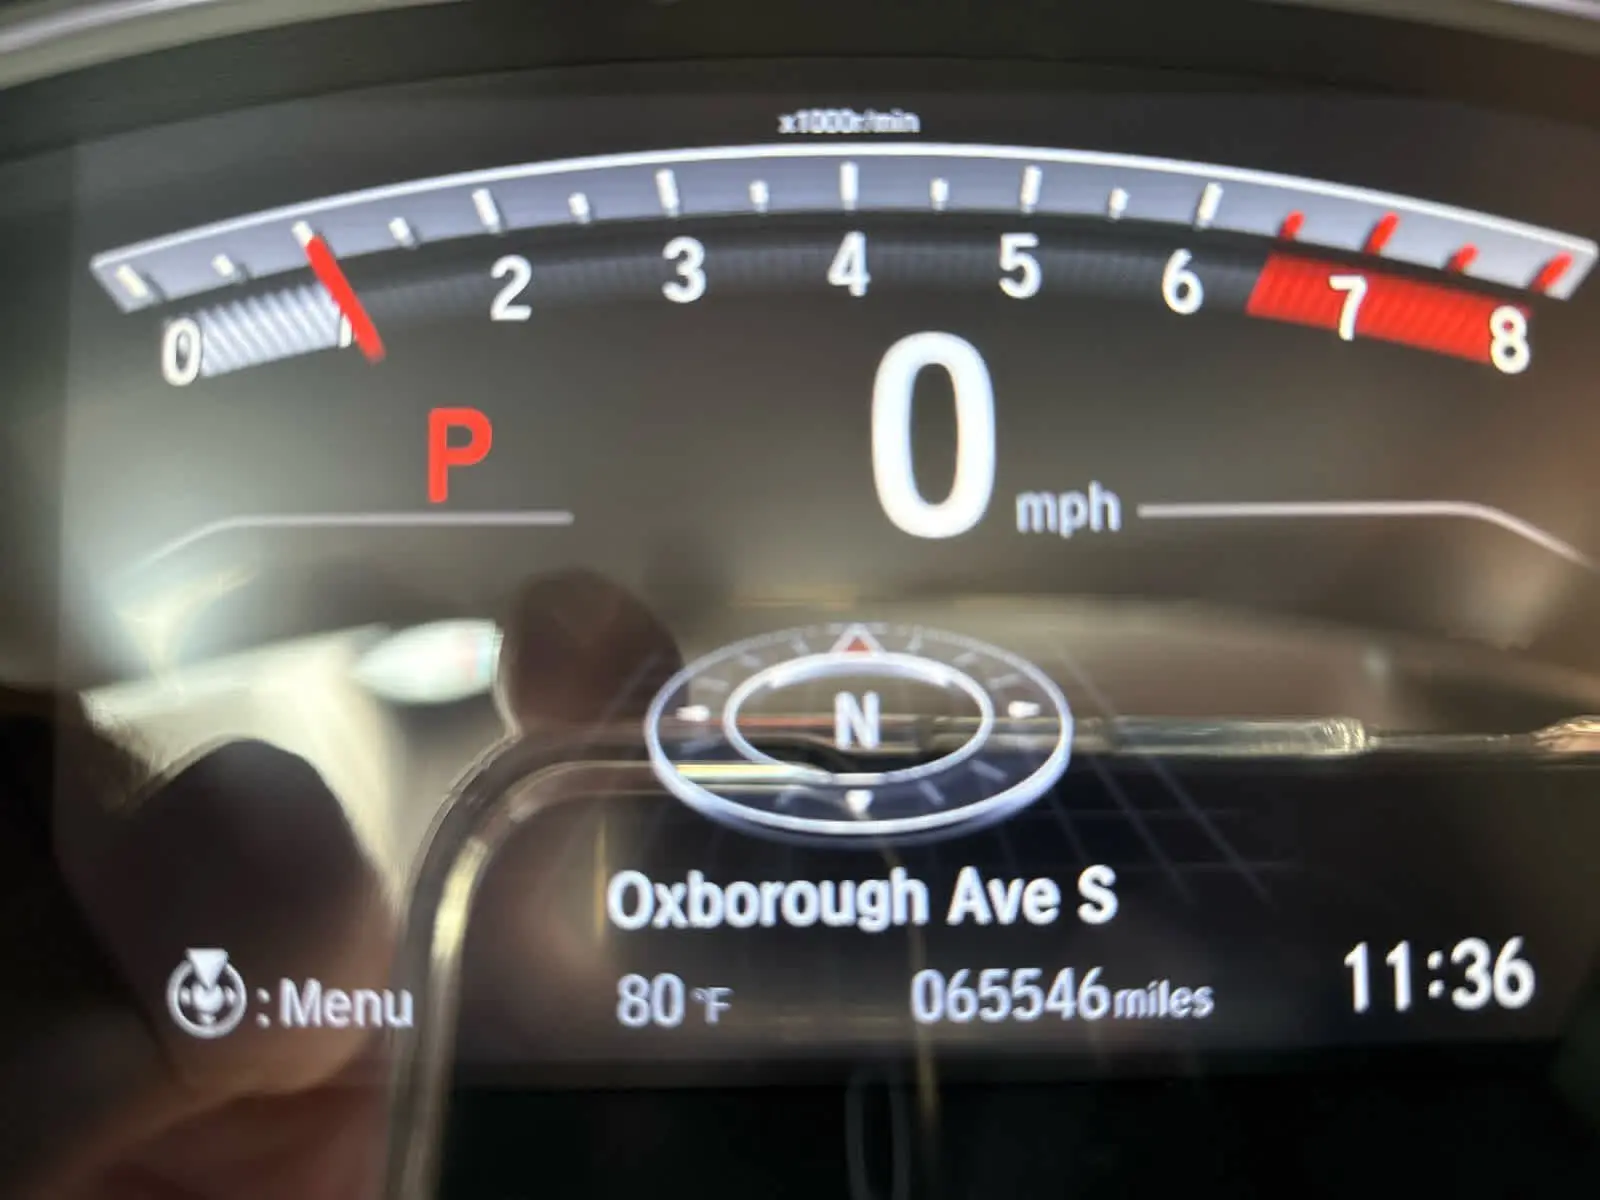 x1000r/min
0 1 2 3 4 5 6 7 8
P
0 mph
N
Oxborough Ave S
: Menu
80 °F
065546 miles
11:36